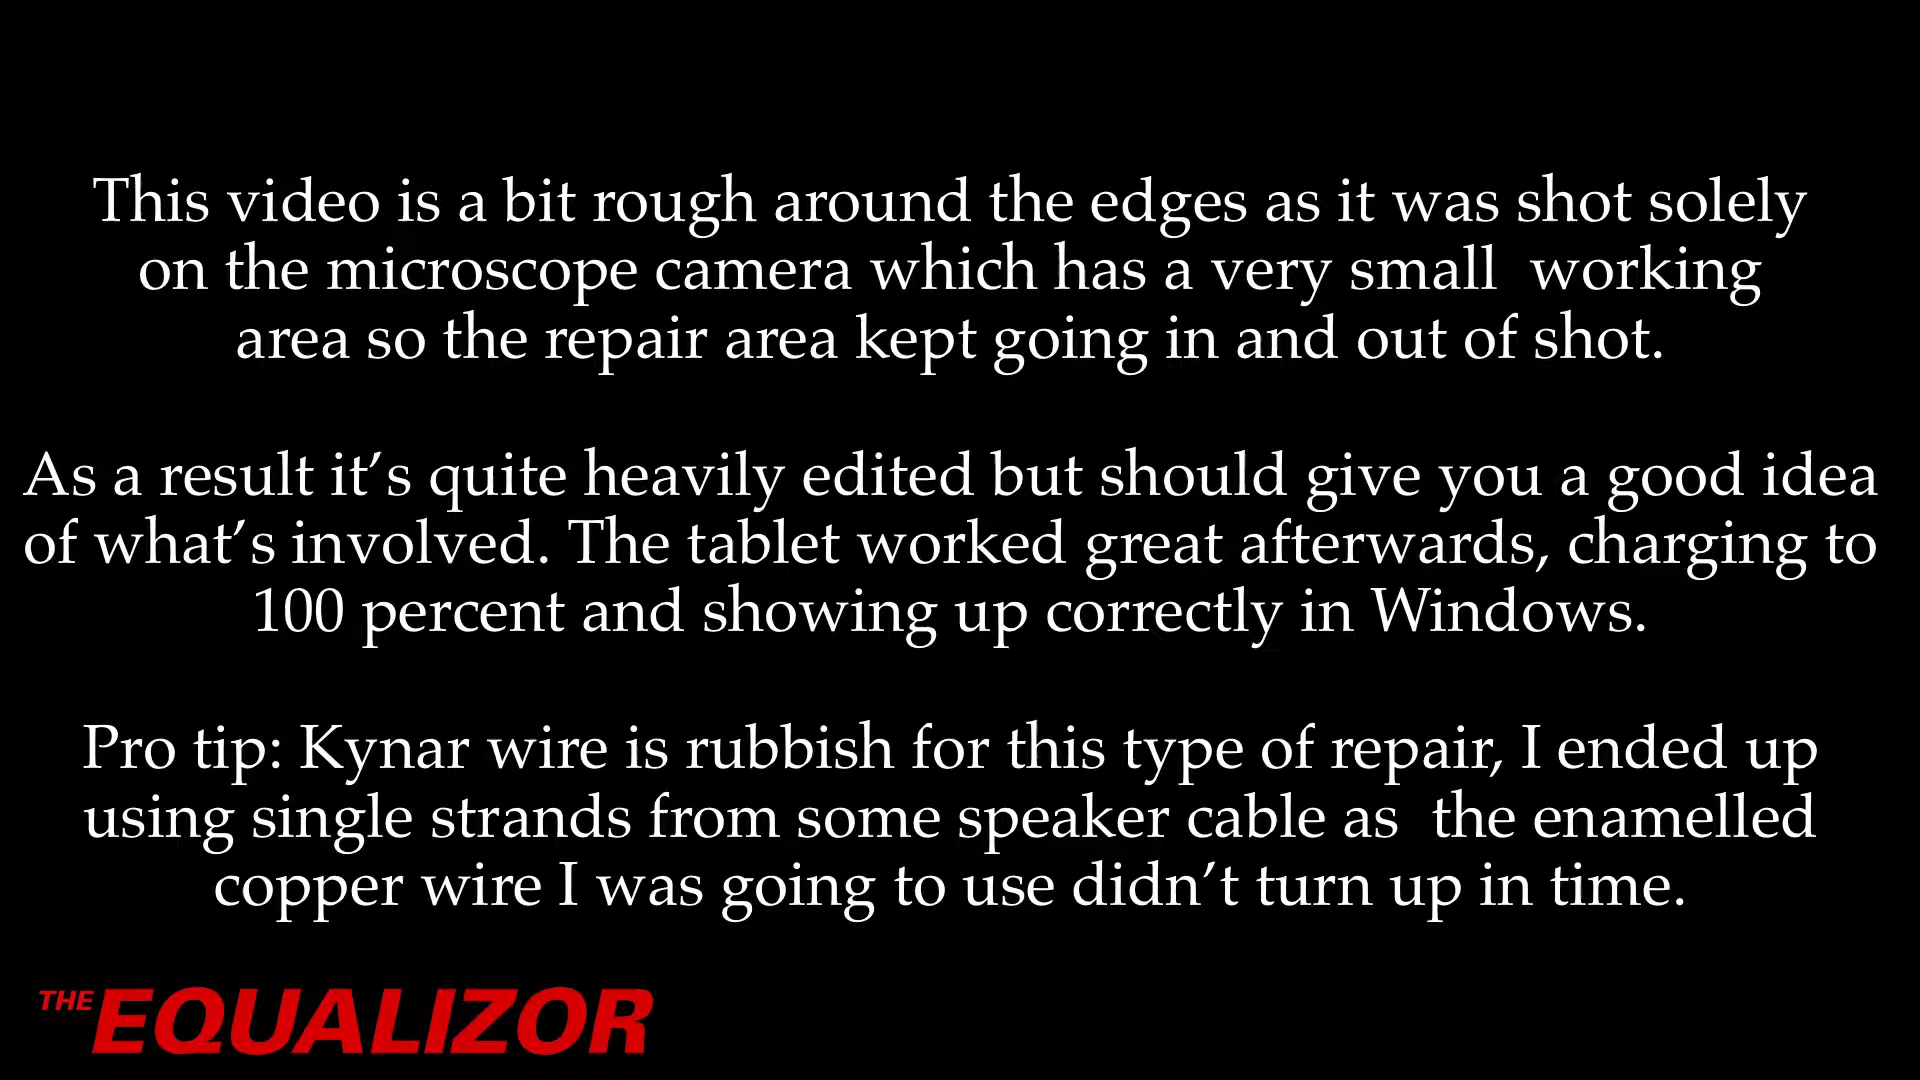 This video is a bit rough around the edges as it was shot solely
on the microscope camera which has a very small  working
area so the repair area kept going in and out of shot.
As a result it’s quite heavily edited but should give you a good idea
of what’s involved. The tablet worked great afterwards, charging to
100 percent and showing up correctly in Windows.
Pro tip: Kynar wire is rubbish for this type of repair, I ended up
using single strands from some speaker cable as  the enamelled
copper wire I was going to use didn’t turn up in time.
THE EQUALIZOR